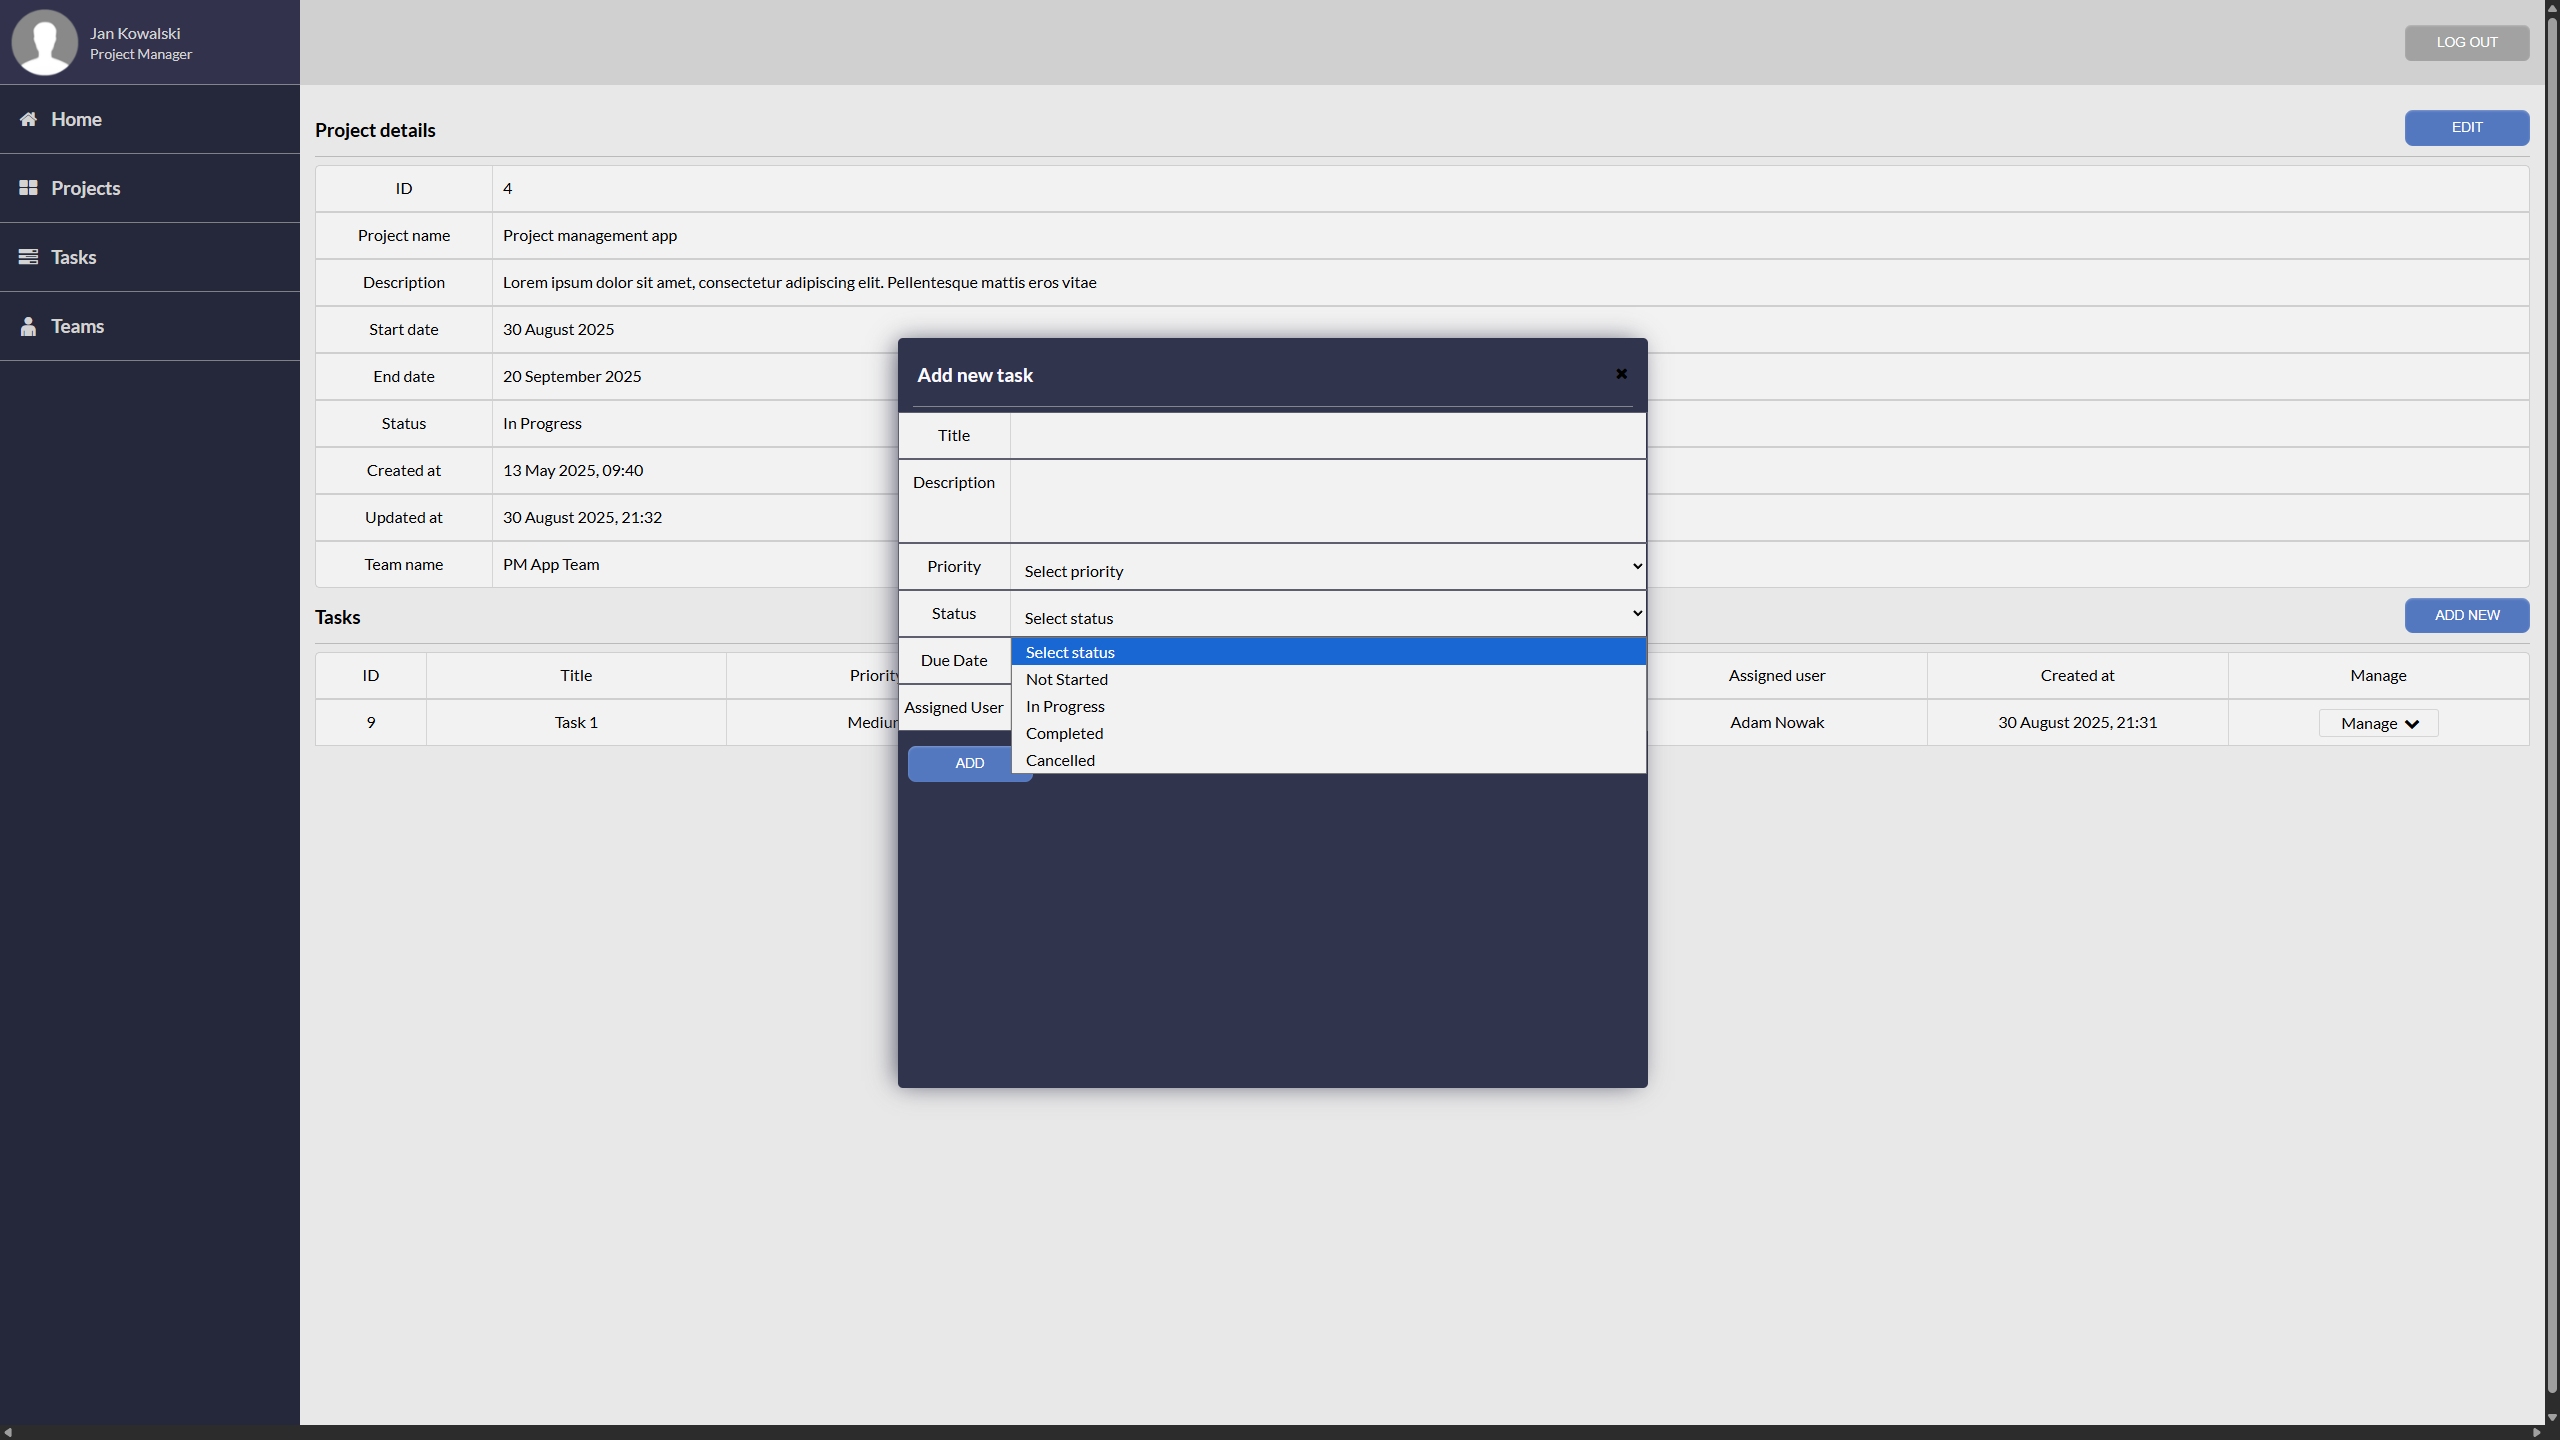 Jan Kowalski
Project Manager
LOG OUT
Home
Projects
Tasks
Teams
Project details
EDIT
ID 4
Project name Project management app
Description Lorem ipsum dolor sit amet, consectetur adipiscing elit. Pellentesque mattis eros vitae
Start date 30 August 2025
End date 20 September 2025
Status In Progress
Created at 13 May 2025, 09:40
Updated at 30 August 2025, 21:32
Team name PM App Team
Tasks
ADD NEW
ID Title Assigned user Created at Manage
9 Task 1 Adam Nowak 30 August 2025, 21:31 Manage
Add new task
Title
Description
Priority Select priority
Status Select status
Select status
Not Started
In Progress
Completed
Cancelled
Due Date
Assigned User
ADD